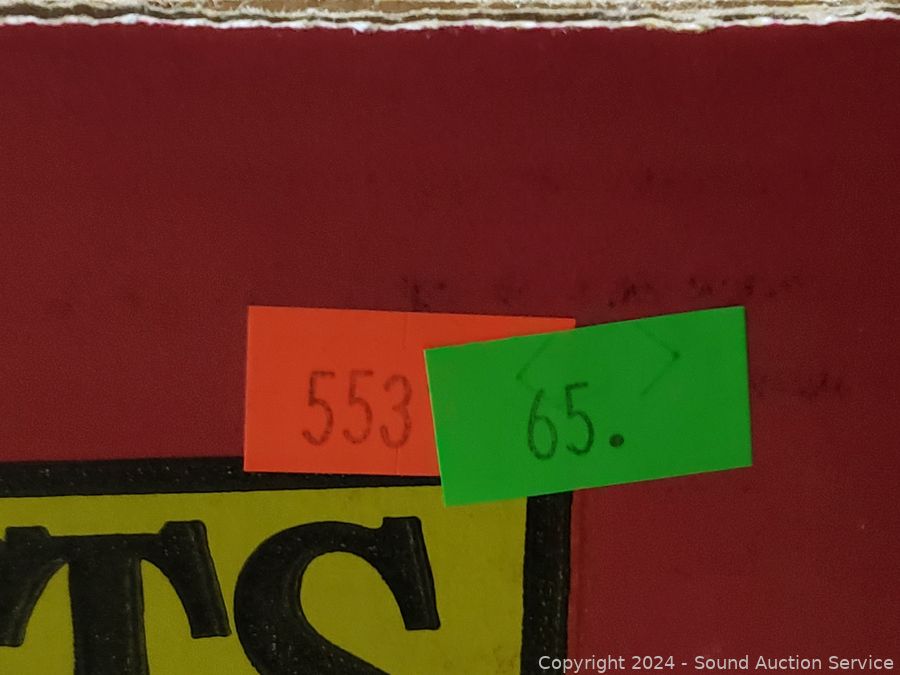 553
65.
TS
Copyright 2024 - Sound Auction Service